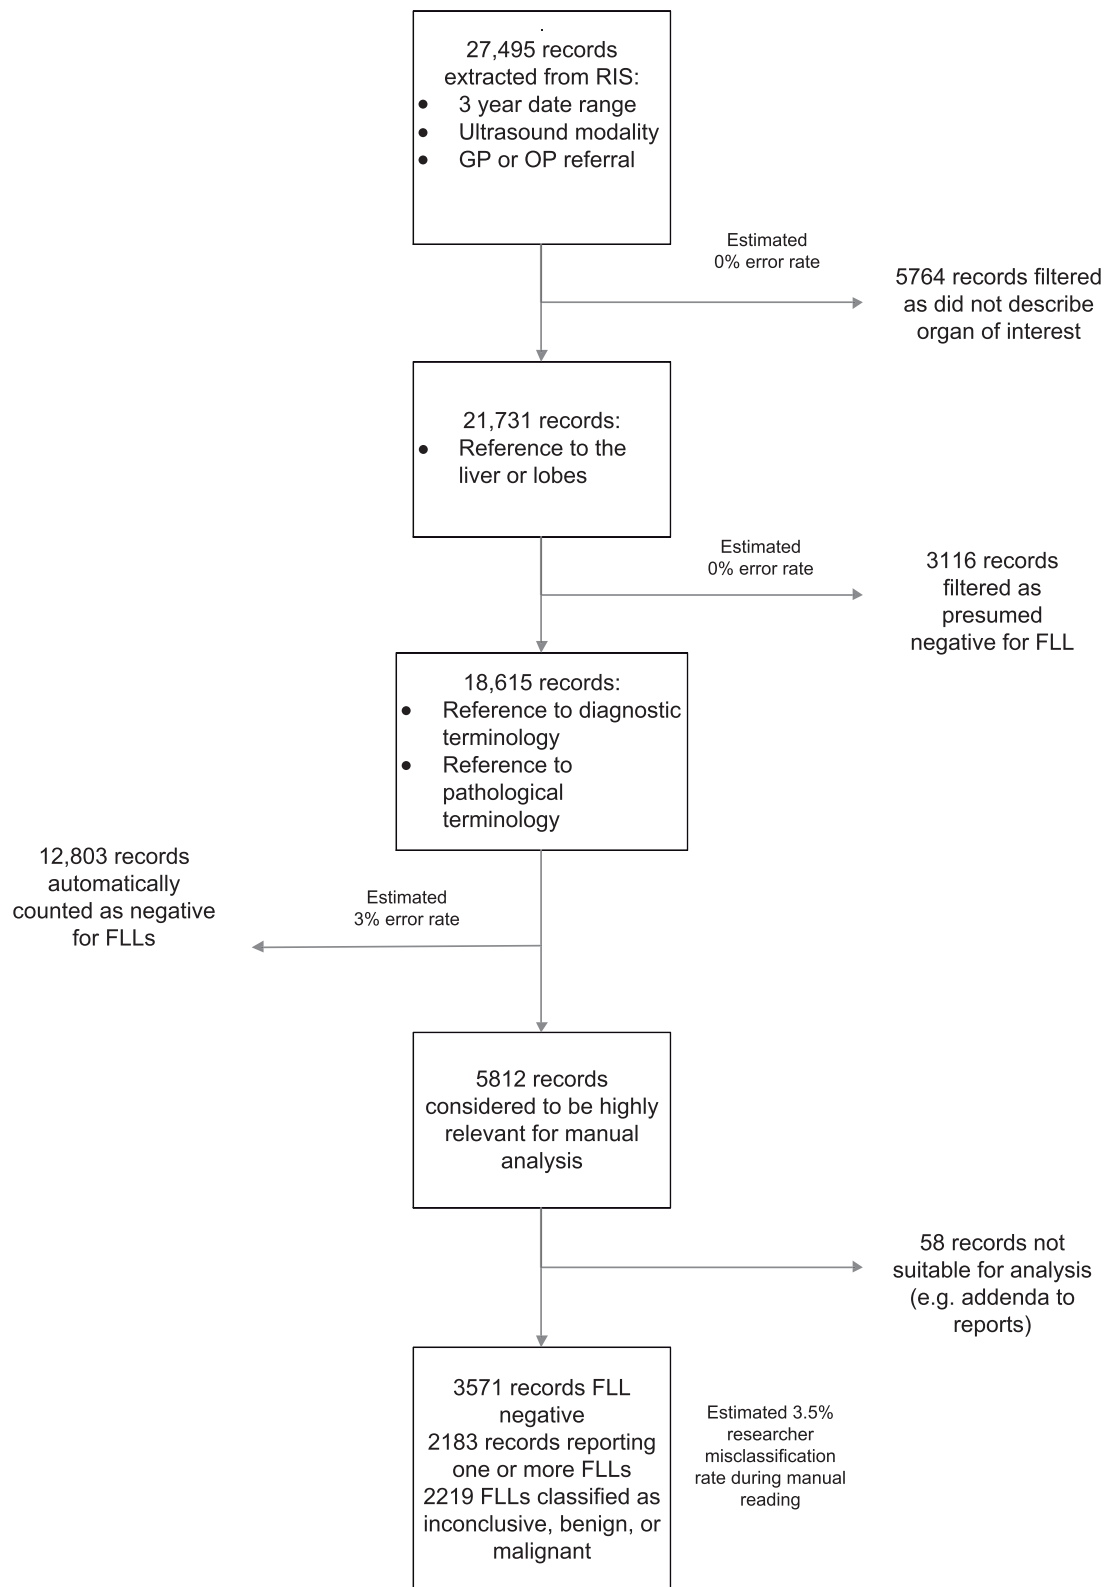 27,495 records
extracted from RIS:
● 3 year date range
● Ultrasound modality
● GP or OP referral
Estimated
0% error rate
5764 records filtered
as did not describe
organ of interest
21,731 records:
● Reference to the
liver or lobes
Estimated
0% error rate
3116 records
filtered as
presumed
negative for FLL
18,615 records:
● Reference to diagnostic
terminology
● Reference to
pathological
terminology
12,803 records
automatically
counted as negative
for FLLs
Estimated
3% error rate
5812 records
considered to be highly
relevant for manual
analysis
58 records not
suitable for analysis
(e.g. addenda to
reports)
3571 records FLL
negative
2183 records reporting
one or more FLLs
2219 FLLs classified as
inconclusive, benign, or
malignant
Estimated 3.5%
researcher
misclassification
rate during manual
reading